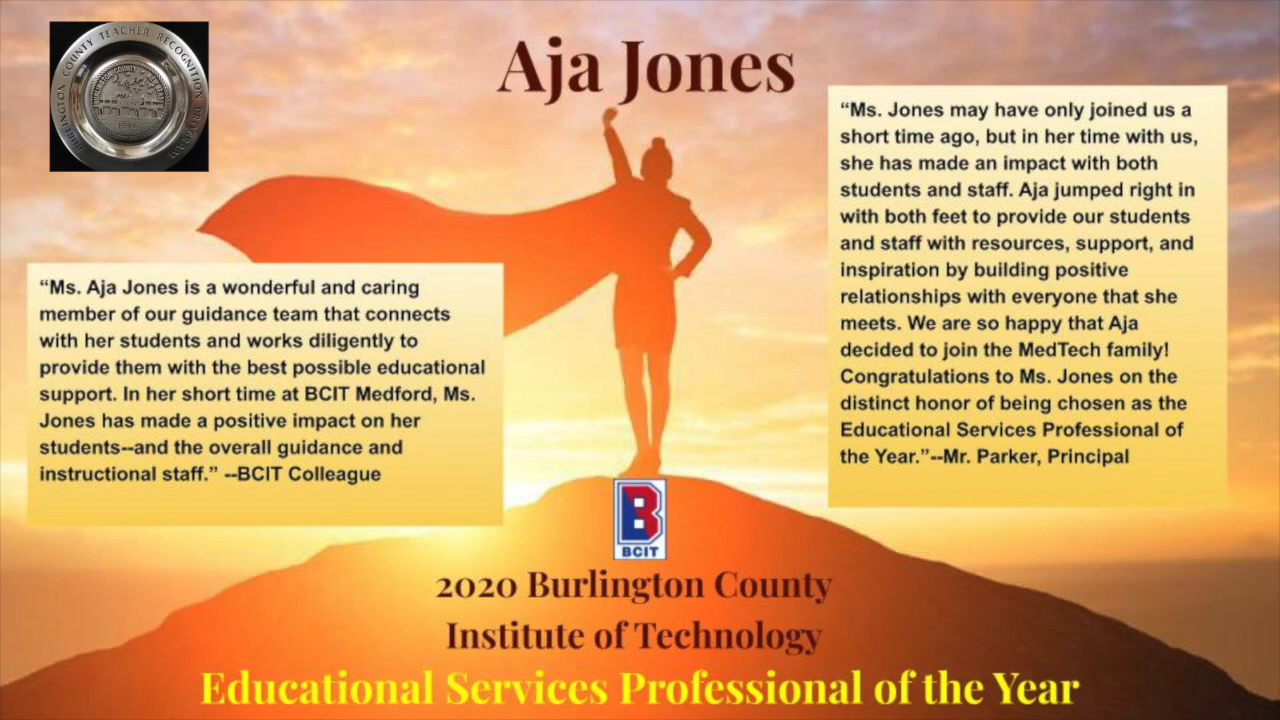 BURLINGTON COUNTY TEACHER RECOGNITION PROGRAM
Aja Jones
“Ms. Jones may have only joined us a
short time ago, but in her time with us,
she has made an impact with both
students and staff. Aja jumped right in
with both feet to provide our students
and staff with resources, support, and
inspiration by building positive
relationships with everyone that she
meets. We are so happy that Aja
decided to join the MedTech family!
Congratulations to Ms. Jones on the
distinct honor of being chosen as the
Educational Services Professional of
the Year.”--Mr. Parker, Principal
“Ms. Aja Jones is a wonderful and caring
member of our guidance team that connects
with her students and works diligently to
provide them with the best possible educational
support. In her short time at BCIT Medford, Ms.
Jones has made a positive impact on her
students--and the overall guidance and
instructional staff.” --BCIT Colleague
B
BCIT
2020 Burlington County
Institute of Technology
Educational Services Professional of the Year